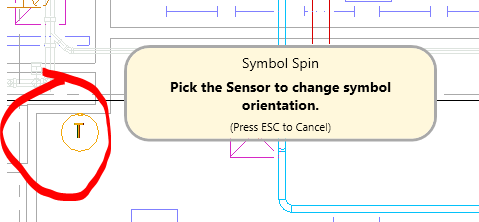 Symbol Spin
Pick the Sensor to change symbol
orientation.
(Press ESC to Cancel)
T